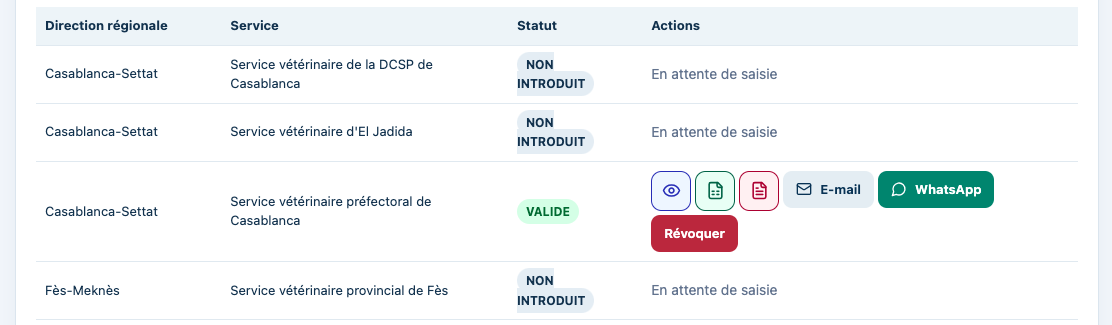 Direction régionale Service Statut Actions
Casablanca-Settat Service vétérinaire de la DCSP de Casablanca NON INTRODUIT En attente de saisie
Casablanca-Settat Service vétérinaire d'El Jadida NON INTRODUIT En attente de saisie
Casablanca-Settat Service vétérinaire préfectoral de Casablanca VALIDE E-mail WhatsApp
Révoquer
Fès-Meknès Service vétérinaire provincial de Fès NON INTRODUIT En attente de saisie